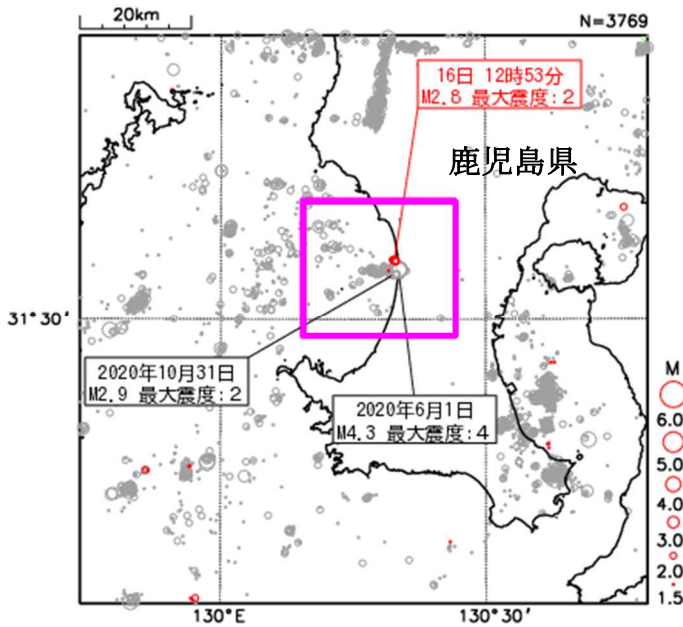 20km
N=3769
16日 12時53分
M2.8 最大震度:2
鹿児島県
31°30'
2020年10月31日
M2.9 最大震度:2
2020年6月1日
M4.3 最大震度:4
M
6.0
5.0
4.0
3.0
2.0
1.5
130°E
130°30'